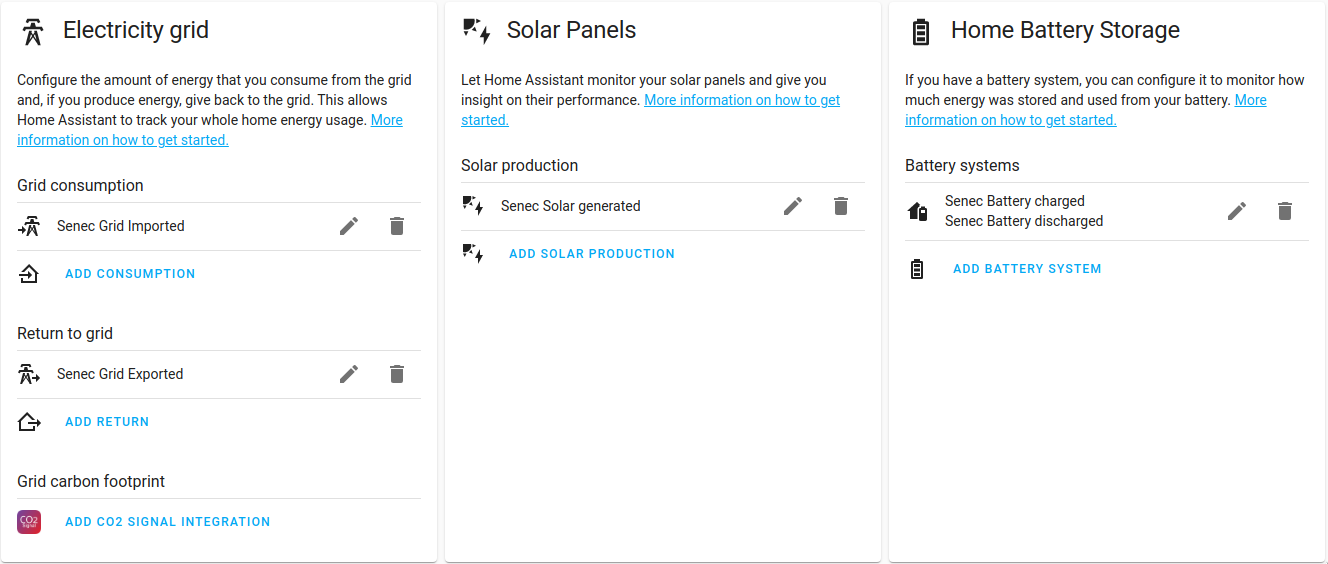 Electricity grid
Configure the amount of energy that you consume from the grid
and, if you produce energy, give back to the grid. This allows
Home Assistant to track your whole home energy usage. More
information on how to get started.
Grid consumption
Senec Grid Imported
ADD CONSUMPTION
Return to grid
Senec Grid Exported
ADD RETURN
Grid carbon footprint
CO2
signal
ADD CO2 SIGNAL INTEGRATION
Solar Panels
Let Home Assistant monitor your solar panels and give you
insight on their performance. More information on how to get
started.
Solar production
Senec Solar generated
ADD SOLAR PRODUCTION
Home Battery Storage
If you have a battery system, you can configure it to monitor how
much energy was stored and used from your battery. More
information on how to get started.
Battery systems
Senec Battery charged
Senec Battery discharged
ADD BATTERY SYSTEM